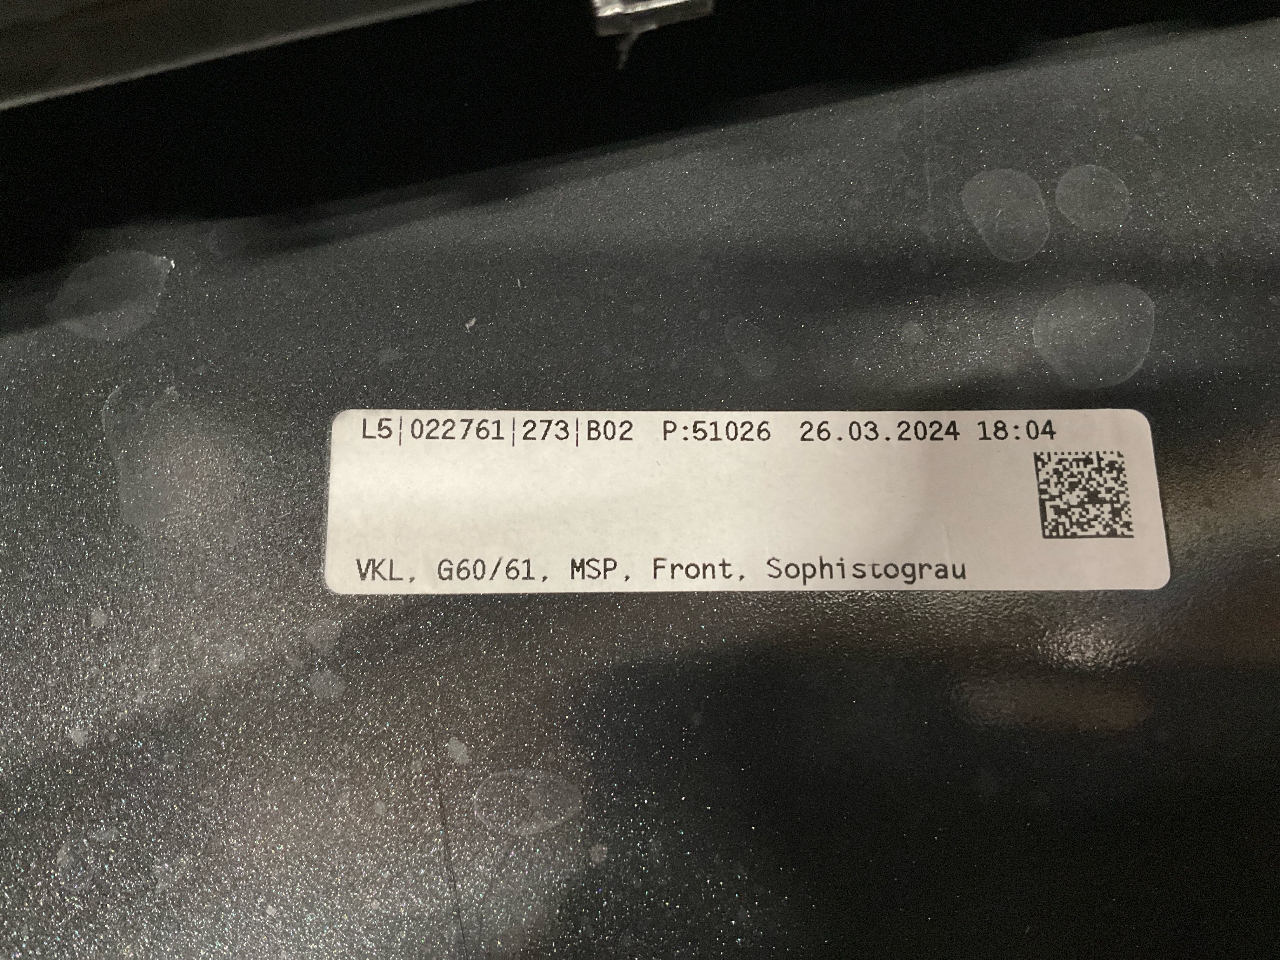 L5|022761|273|B02 P:51026 26.03.2024 18:04
VKL, G60/61, MSP, Front, Sophistograu